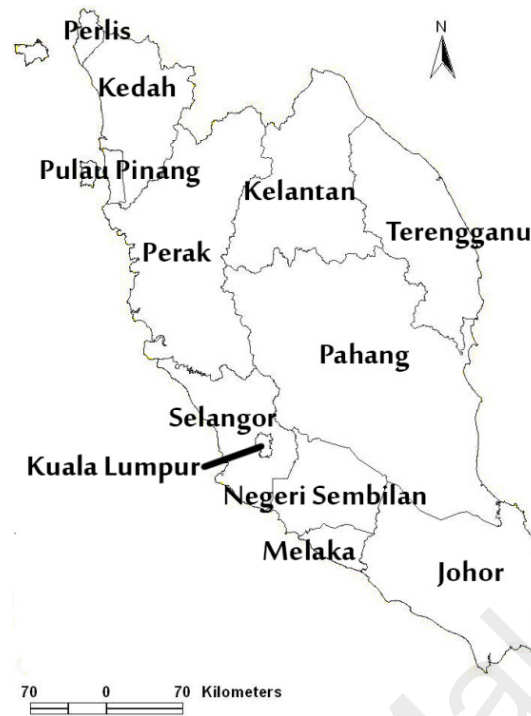 Perlis
N
Kedah
Pulau Pinang
Kelantan
Terengganu
Perak
Pahang
Selangor
Kuala Lumpur
Negeri Sembilan
Melaka
Johor
70 0 70 Kilometers